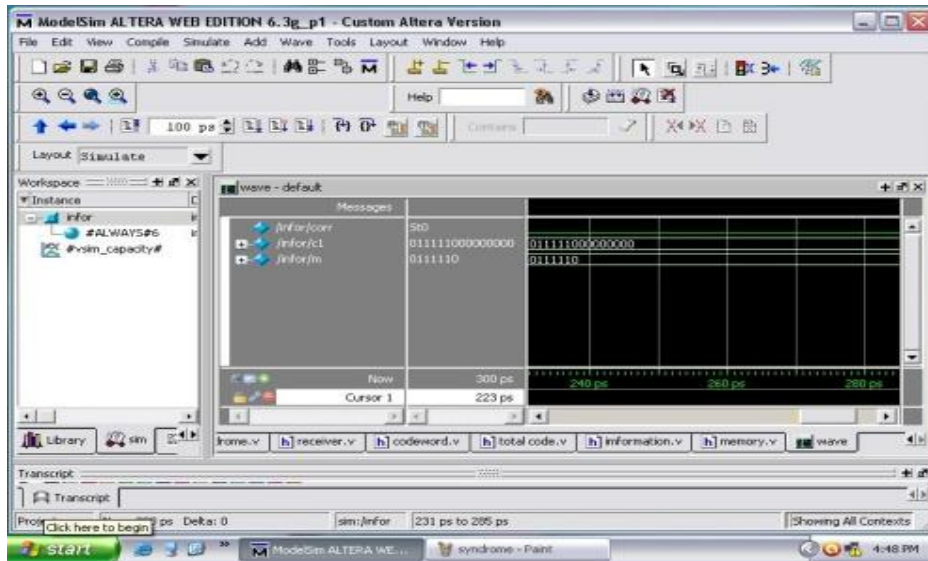 ModelSim ALTERA WEB EDITION 6.3g_p1 - Custom Altera Version
File Edit View Compile Simulate Add Wave Tools Layout Window Help
Help
100 ps
Contains
Layout Simulate
Workspace
wave - default
Instance
Messages
infor
#ALWAYS#6
#vsim_capacity#
/infor/corr St0
/infor/c1 011111000000000 011111000000000
/infor/m 0111110 0111110
Now 300 ps 240 ps 260 ps 280 ps
Cursor 1 223 ps
Library sim
drome.v receiver.v codeword.v total code.v information.v memory.v wave
Transcript
Transcript
Click here to begin ps Delta: 0 sim:/infor 231 ps to 285 ps Showing All Contexts
start ModelSim ALTERA WE... syndrome - Paint 4:48 PM